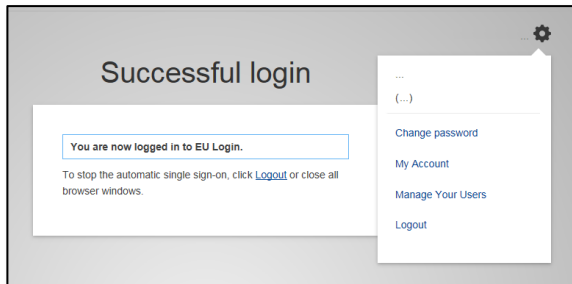 ...
Successful login
You are now logged in to EU Login.
To stop the automatic single sign-on, click Logout or close all
browser windows.
...
(...)
Change password
My Account
Manage Your Users
Logout